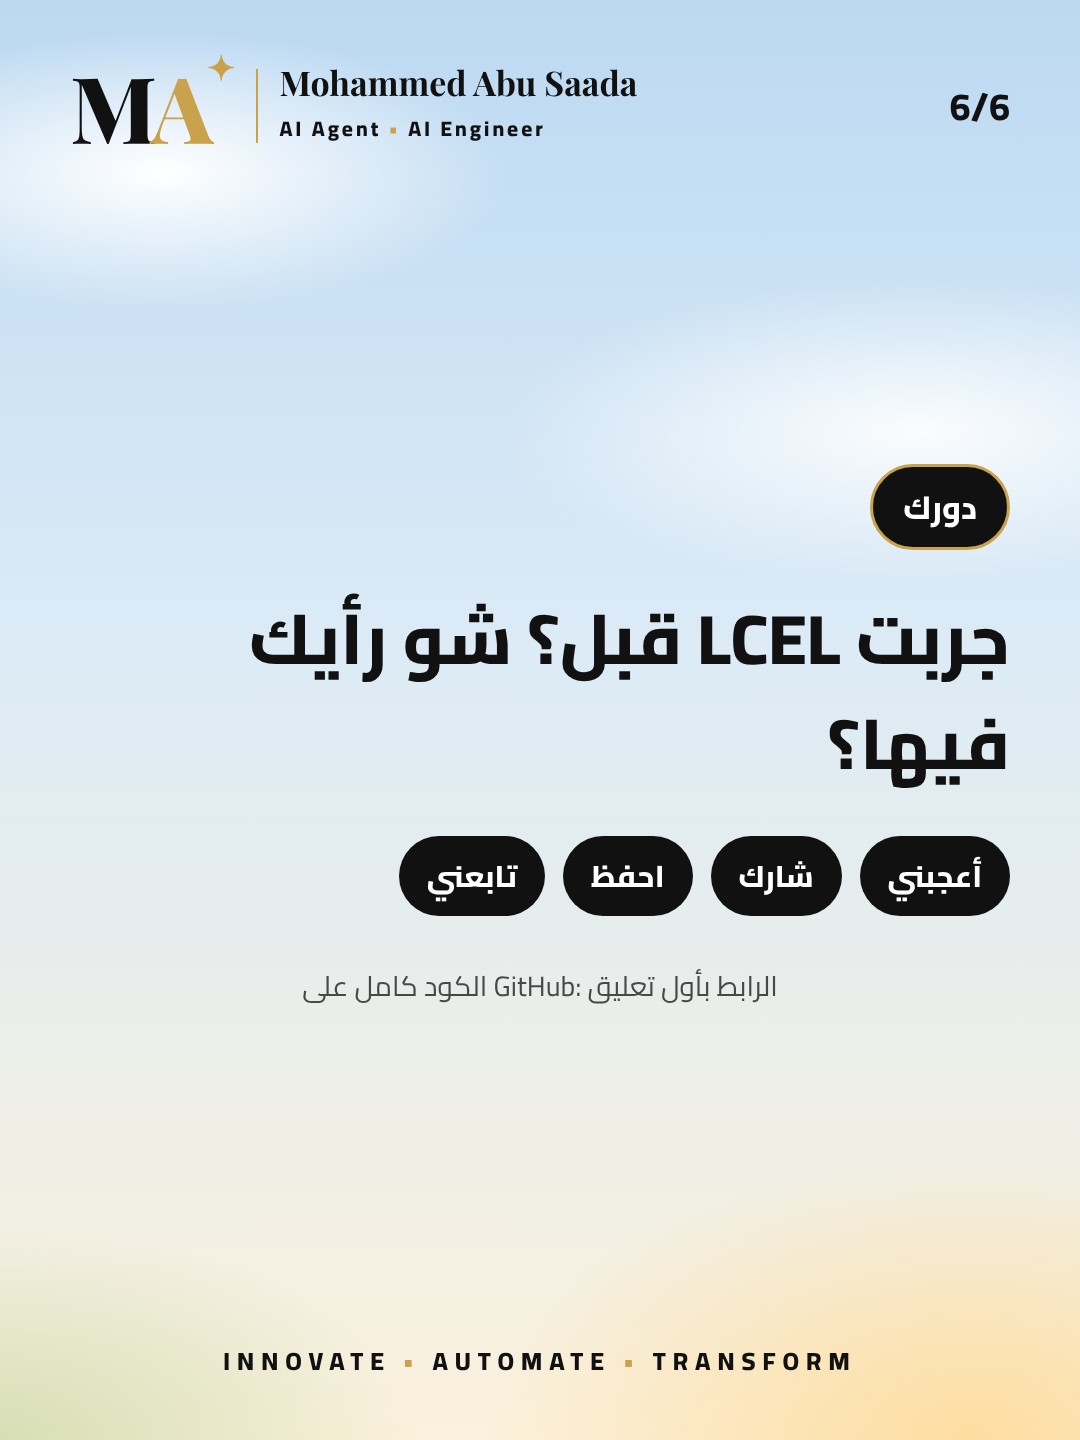 MA
Mohammed Abu Saada
AI Agent ▪ AI Engineer
6/6
دورك
جربت LCEL قبل؟ شو رأيك
فيها؟
أعجبني
شارك
احفظ
تابعني
الرابط بأول تعليق :GitHub الكود كامل على
INNOVATE ▪ AUTOMATE ▪ TRANSFORM